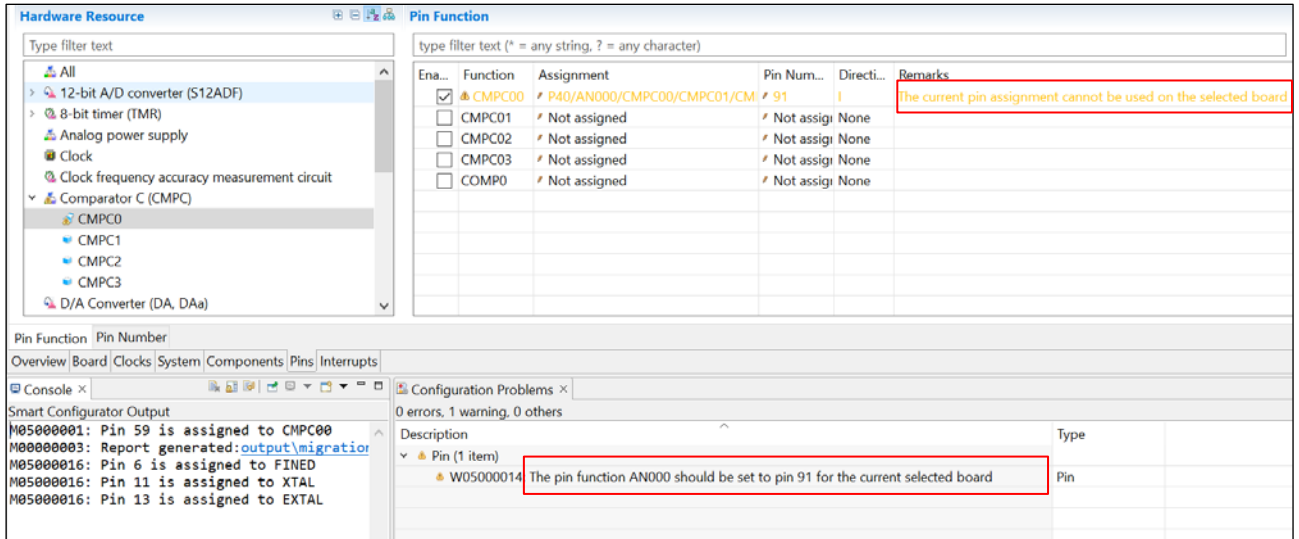 Hardware Resource
Pin Function
Type filter text
type filter text (* = any string, ? = any character)
All
12-bit A/D converter (S12ADF)
8-bit timer (TMR)
Analog power supply
Clock
Clock frequency accuracy measurement circuit
Comparator C (CMPC)
CMPC0
CMPC1
CMPC2
CMPC3
D/A Converter (DA, DAa)
Ena... Function Assignment Pin Num... Directi... Remarks
CMPC00 P40/AN000/CMPC00/CMPC01/CM 91 I The current pin assignment cannot be used on the selected board
CMPC01 Not assigned Not assigı None
CMPC02 Not assigned Not assigı None
CMPC03 Not assigned Not assigı None
COMP0 Not assigned Not assigı None
Pin Function Pin Number
Overview Board Clocks System Components Pins Interrupts
Console ×
Smart Configurator Output
M05000001: Pin 59 is assigned to CMPC00
M00000003: Report generated:output\migration
M05000016: Pin 6 is assigned to FINED
M05000016: Pin 11 is assigned to XTAL
M05000016: Pin 13 is assigned to EXTAL
Configuration Problems ×
0 errors, 1 warning, 0 others
Description Type
Pin (1 item)
W05000014 The pin function AN000 should be set to pin 91 for the current selected board Pin